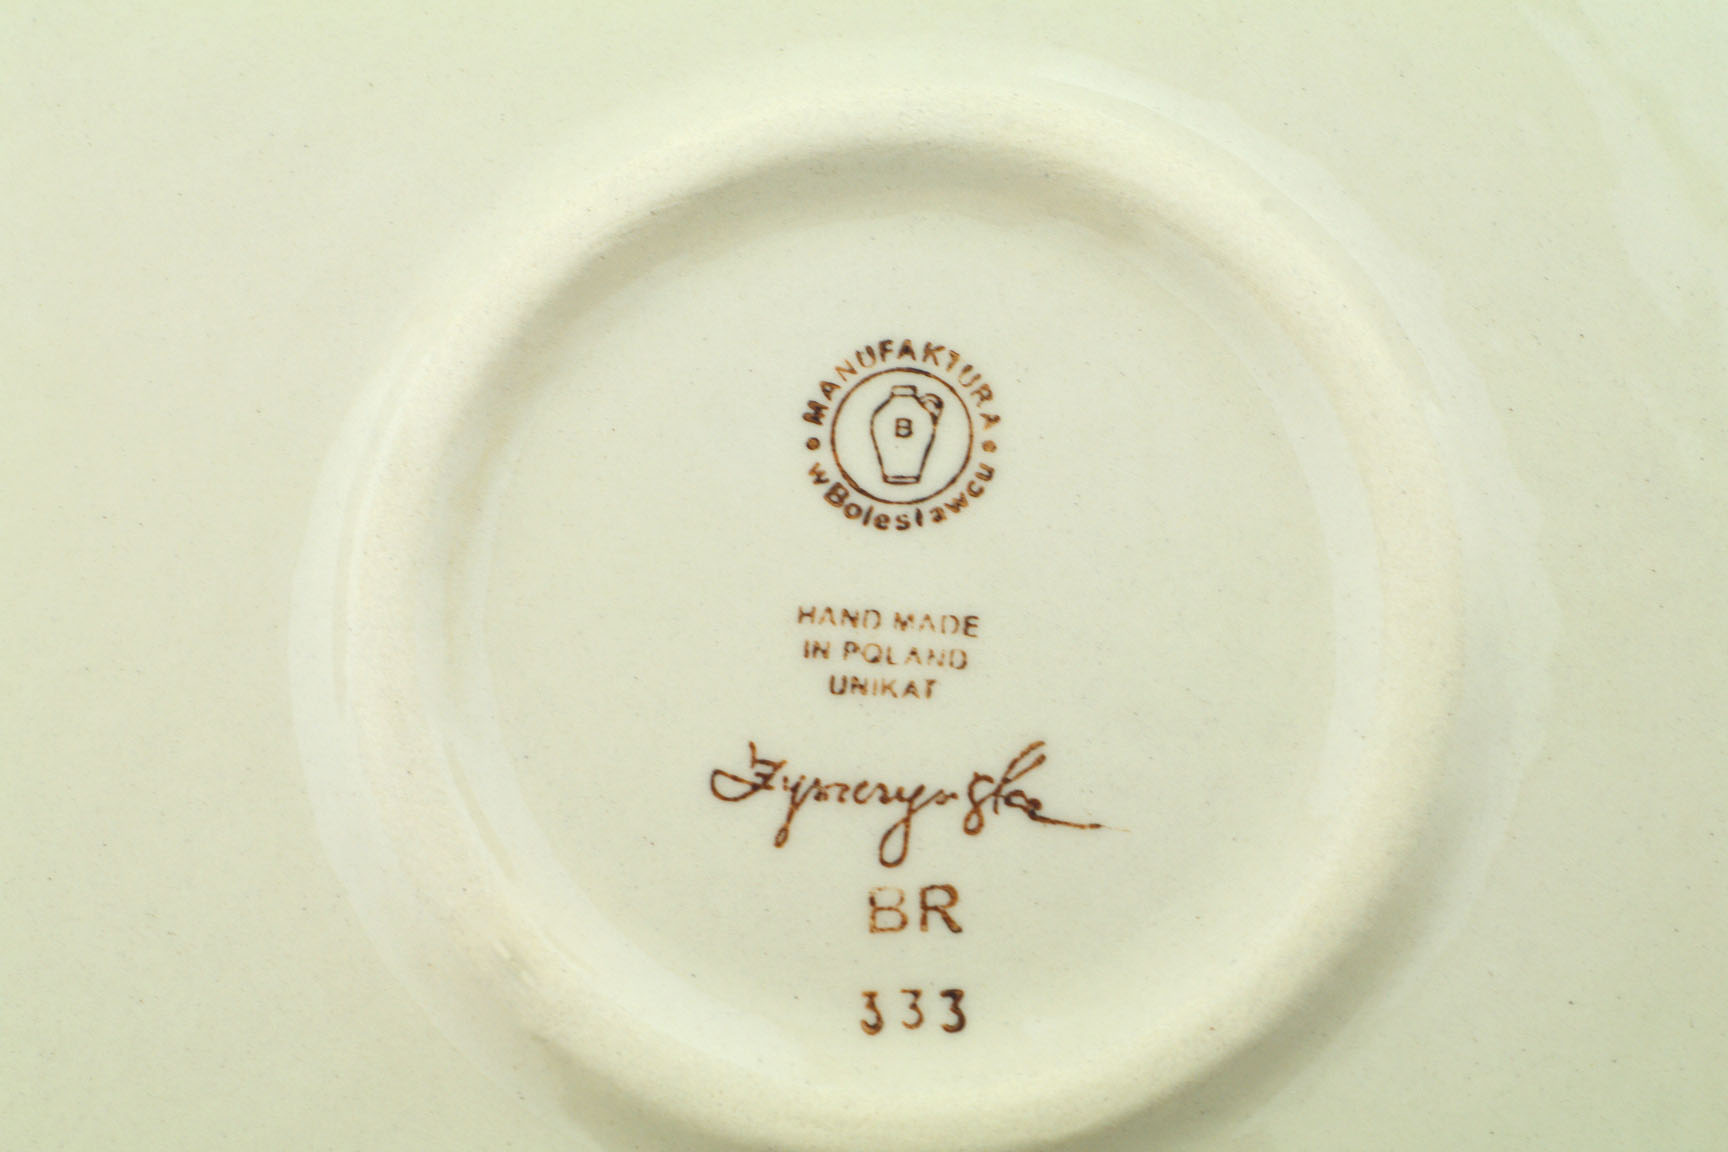 MANUFAKTURA
B
w Bolesławcu
HAND MADE
IN POLAND
UNIKAT
BR
333